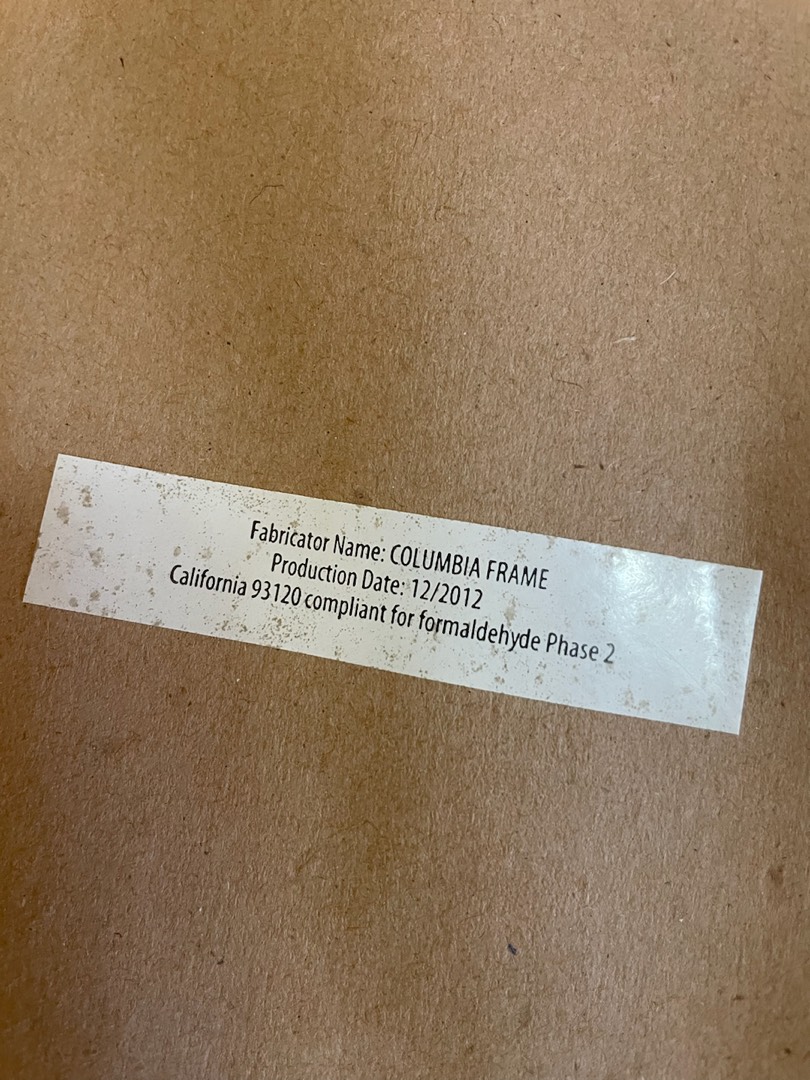 Fabricator Name: COLUMBIA FRAME
Production Date: 12/2012
California 93120 compliant for formaldehyde Phase 2